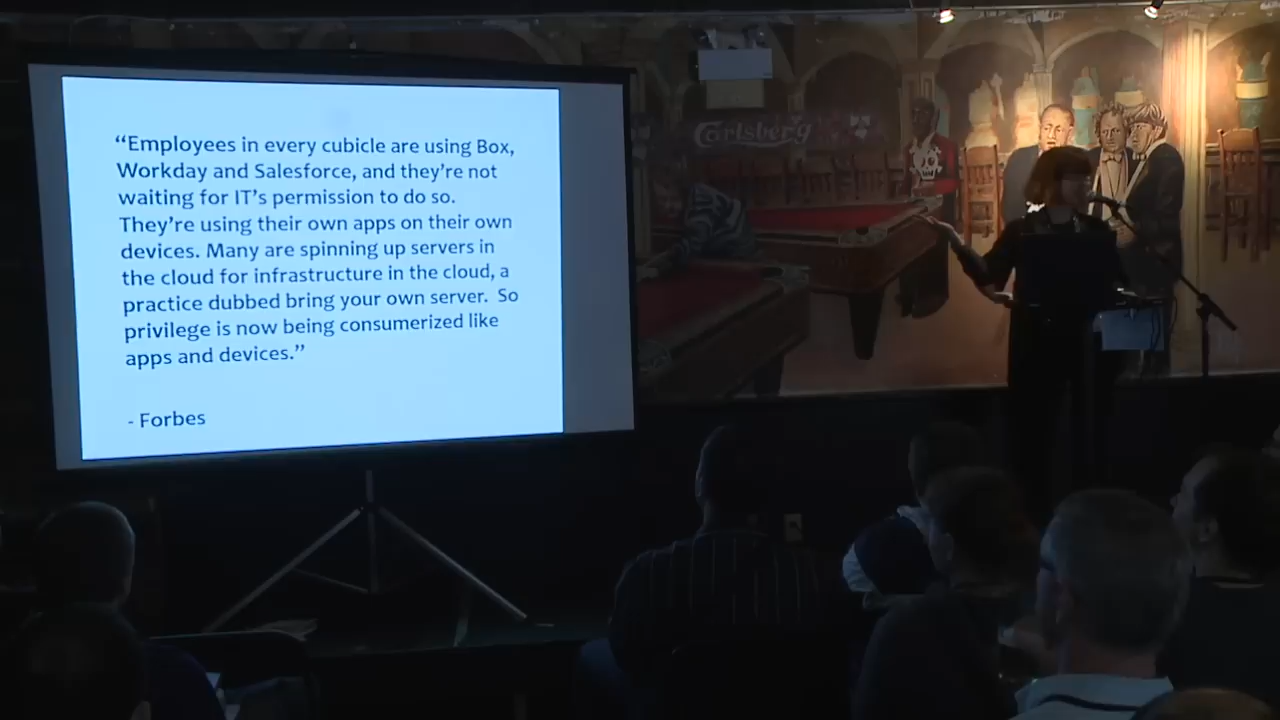 “Employees in every cubicle are using Box,
Workday and Salesforce, and they’re not
waiting for IT’s permission to do so.
They’re using their own apps on their own
devices. Many are spinning up servers in
the cloud for infrastructure in the cloud, a
practice dubbed bring your own server.  So
privilege is now being consumerized like
apps and devices.”
- Forbes
Carlsberg